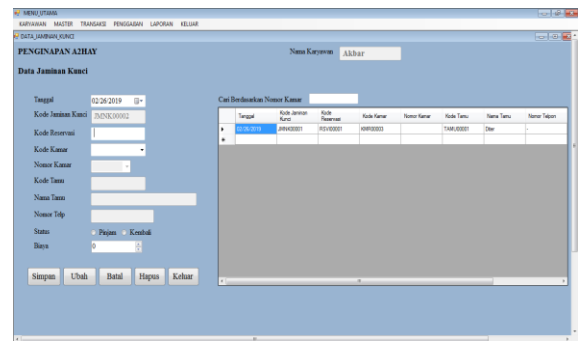 MENU_UTAMA
KARYAWAN MASTER TRANSAKSI PENGGAJIAN LAPORAN KELUAR
DATA_JAMINAN_KUNCI
PENGINAPAN A2HAY
Nama Karyawan Akbar
Data Jaminan Kunci
Tanggal 02/26/2019
Cari Berdasarkan Nomor Kamar
Kode Jaminan Kunci JMNK00002
Kode Reservasi
Kode Kamar
Nomor Kamar
Kode Tamu
Nama Tamu
Nomor Telp
Status Pinjam Kembali
Biaya 0
Simpan Ubah Batal Hapus Keluar
Tanggal Kode Jaminan Kunci Kode Reservasi Kode Kamar Nomor Kamar Kode Tamu Nama Tamu Nomor Telpon
02/26/2019 JMNK00001 RSV00001 KMR00003 TAMU00001 -